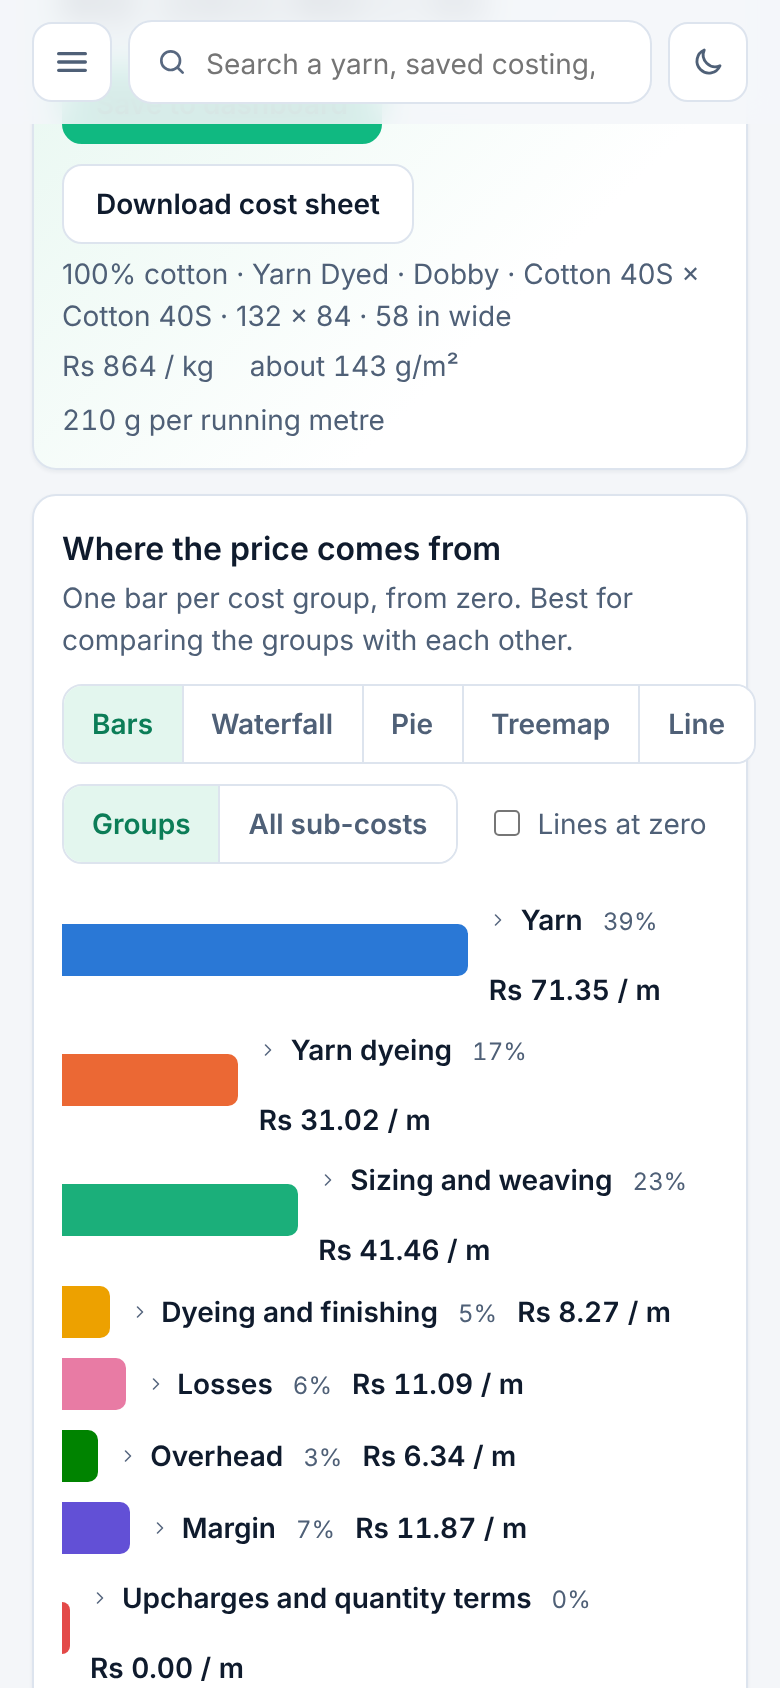 Search a yarn, saved costing,
Save to dashboard
Download cost sheet
100% cotton · Yarn Dyed · Dobby · Cotton 40S ×
Cotton 40S · 132 × 84 · 58 in wide
Rs 864 / kg about 143 g/m²
210 g per running metre
Where the price comes from
One bar per cost group, from zero. Best for
comparing the groups with each other.
Bars Waterfall Pie Treemap Line
Groups All sub-costs Lines at zero
Yarn 39%
Rs 71.35 / m
Yarn dyeing 17%
Rs 31.02 / m
Sizing and weaving 23%
Rs 41.46 / m
Dyeing and finishing 5% Rs 8.27 / m
Losses 6% Rs 11.09 / m
Overhead 3% Rs 6.34 / m
Margin 7% Rs 11.87 / m
Upcharges and quantity terms 0%
Rs 0.00 / m